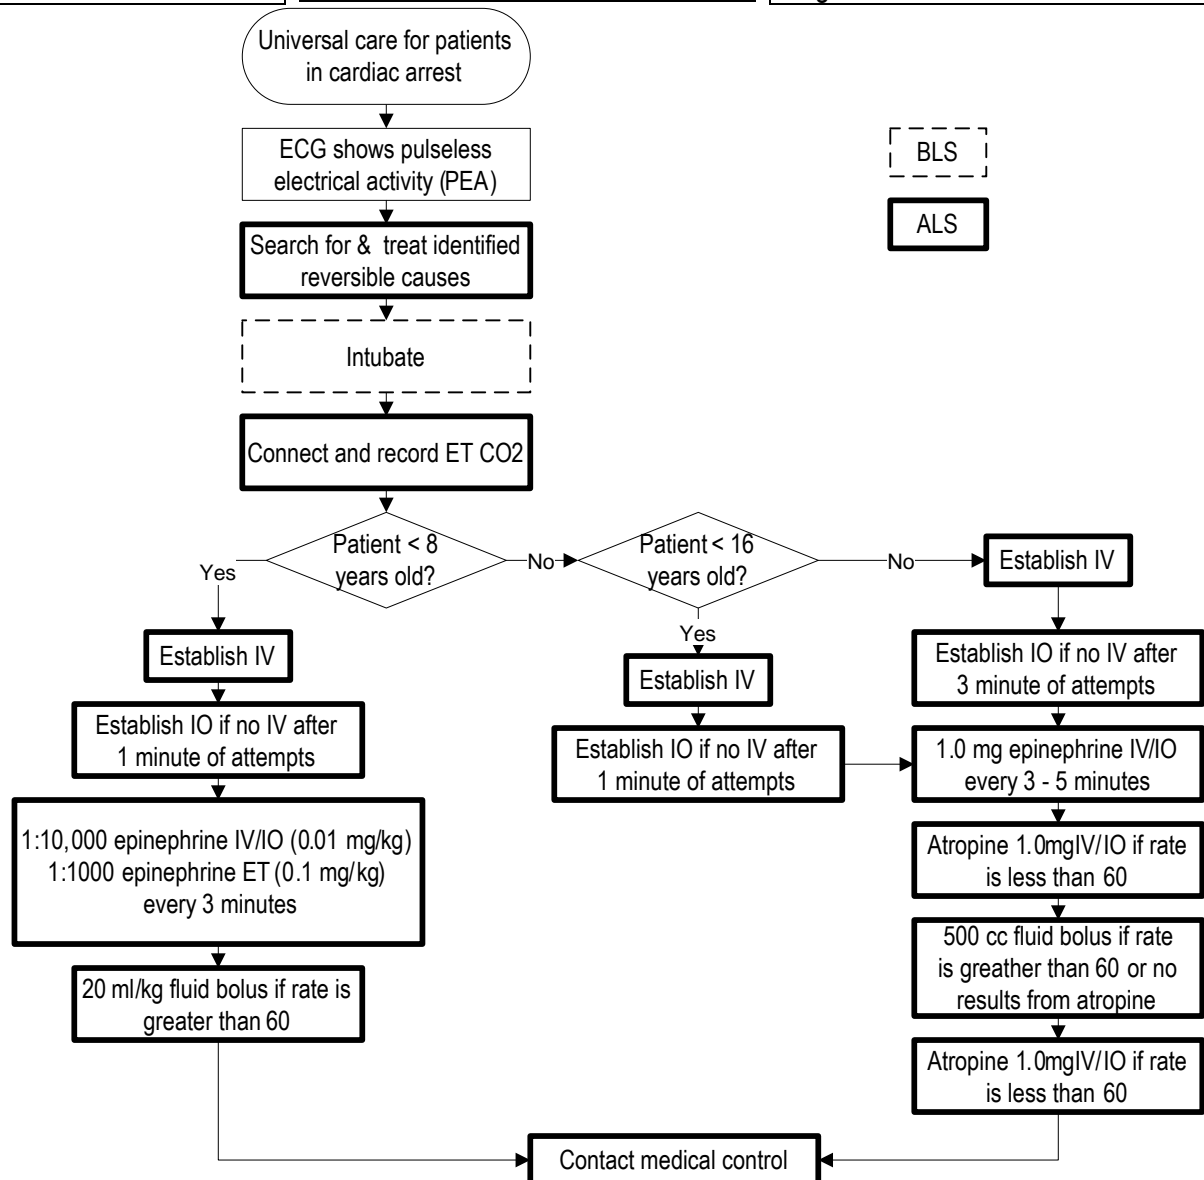 Universal care for patients
in cardiac arrest
ECG shows pulseless
electrical activity (PEA)
BLS
ALS
Search for & treat identified
reversible causes
Intubate
Connect and record ET CO2
Patient < 8
years old?
Yes
No
Patient < 16
years old?
Yes
No
Establish IV
Establish IV
Establish IO if no IV after
1 minute of attempts
1:10,000 epinephrine IV/IO (0.01 mg/kg)
1:1000 epinephrine ET (0.1 mg/kg)
every 3 minutes
20 ml/kg fluid bolus if rate is
greater than 60
Establish IV
Establish IO if no IV after
1 minute of attempts
Establish IO if no IV after
3 minute of attempts
1.0 mg epinephrine IV/IO
every 3 - 5 minutes
Atropine 1.0mgIV/IO if rate
is less than 60
500 cc fluid bolus if rate
is greather than 60 or no
results from atropine
Atropine 1.0mgIV/IO if rate
is less than 60
Contact medical control